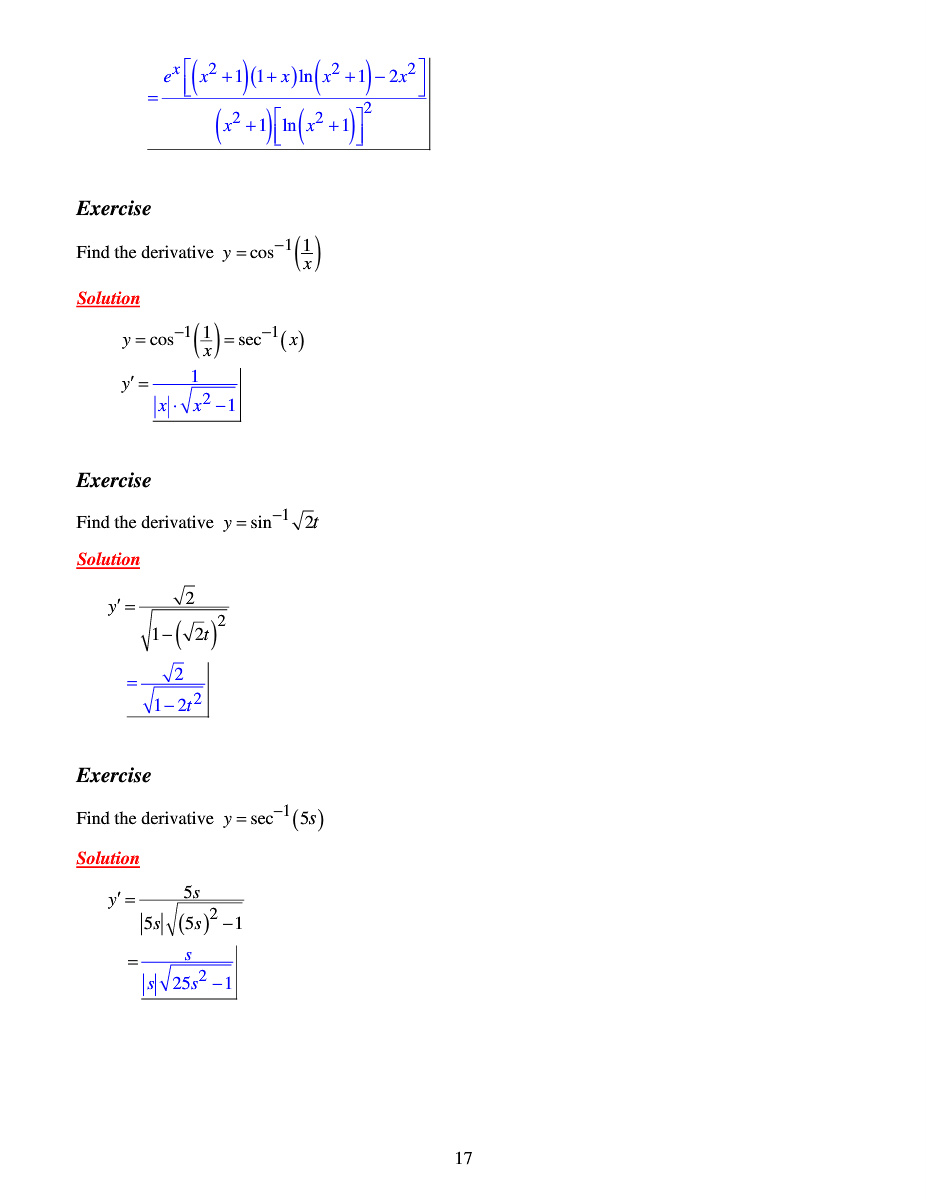 = \frac{e^x\left[\left(x^2+1\right)(1+x)\ln\left(x^2+1\right)-2x^2\right]}{\left(x^2+1\right)\left[\ln\left(x^2+1\right)\right]^2}
Exercise
Find the derivative y = cos^{-1}\left(\frac{1}{x}\right)
Solution
y = cos^{-1}\left(\frac{1}{x}\right) = sec^{-1}(x)
y' = \frac{1}{|x|\cdot\sqrt{x^2-1}}
Exercise
Find the derivative y = sin^{-1}\sqrt{2}t
Solution
y' = \frac{\sqrt{2}}{\sqrt{1-\left(\sqrt{2}t\right)^2}}
= \frac{\sqrt{2}}{\sqrt{1-2t^2}}
Exercise
Find the derivative y = sec^{-1}(5s)
Solution
y' = \frac{5s}{|5s|\sqrt{(5s)^2-1}}
= \frac{s}{|s|\sqrt{25s^2-1}}
17